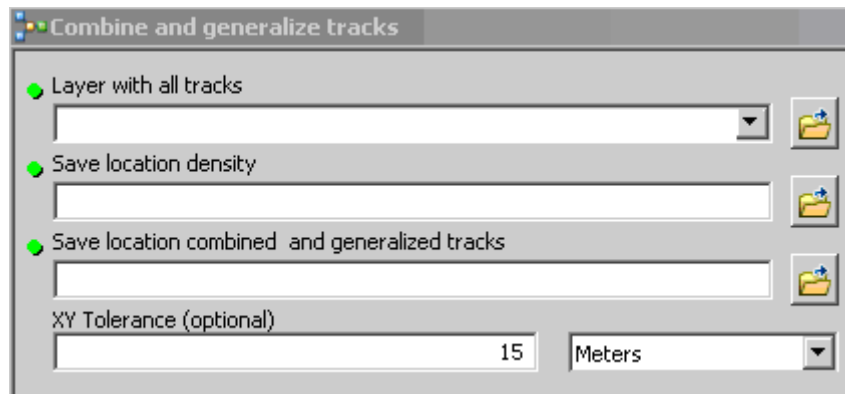 Combine and generalize tracks
Layer with all tracks
Save location density
Save location combined  and generalized tracks
XY Tolerance (optional)
15 Meters